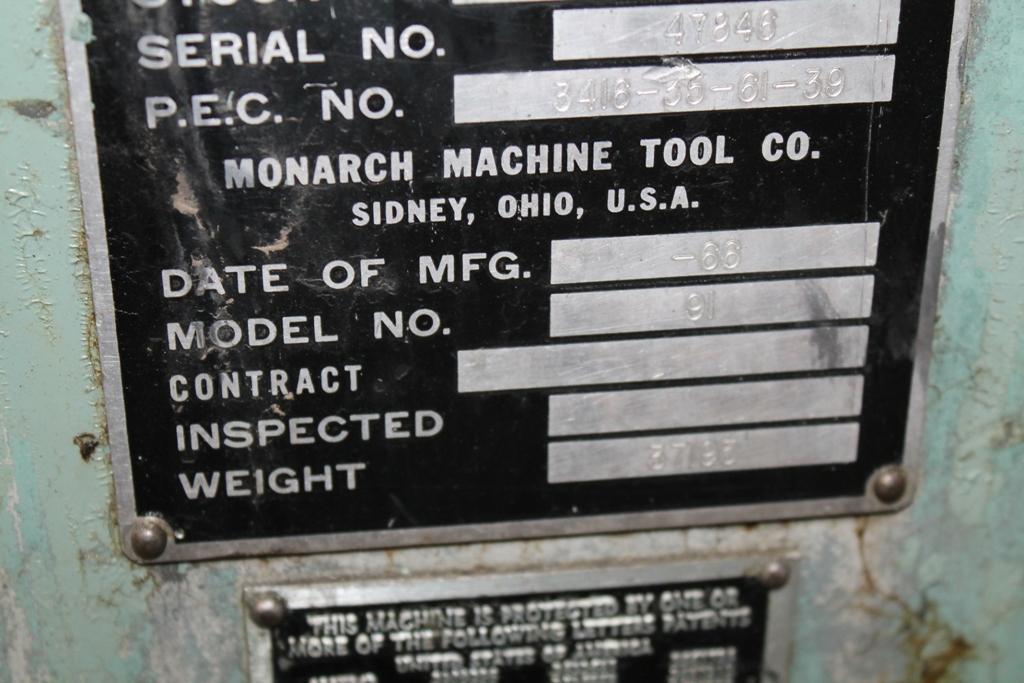 SERIAL NO. 47846
P.E.C. NO. 3416-35-61-39
MONARCH MACHINE TOOL CO.
SIDNEY, OHIO, U.S.A.
DATE OF MFG. -66
MODEL NO. 91
CONTRACT
INSPECTED
WEIGHT
THIS MACHINE IS PROTECTED BY ONE OR
MORE OF THE FOLLOWING LETTERS PATENTS
UNITED STATES OF AMERICA